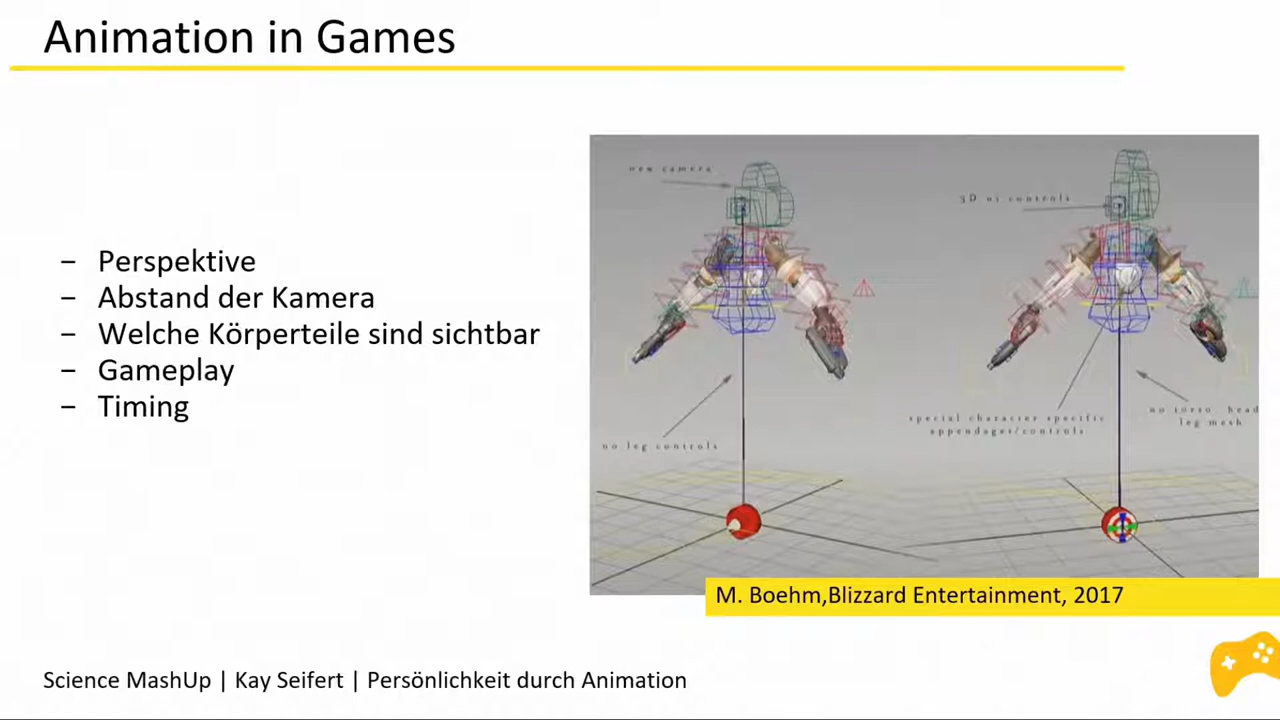 Animation in Games
– Perspektive
– Abstand der Kamera
– Welche Körperteile sind sichtbar
– Gameplay
– Timing
new camera
3D ui controls
no leg controls
special character specific
appendages/controls
no torso head
leg mesh
M. Boehm,Blizzard Entertainment, 2017
Science MashUp | Kay Seifert | Persönlichkeit durch Animation